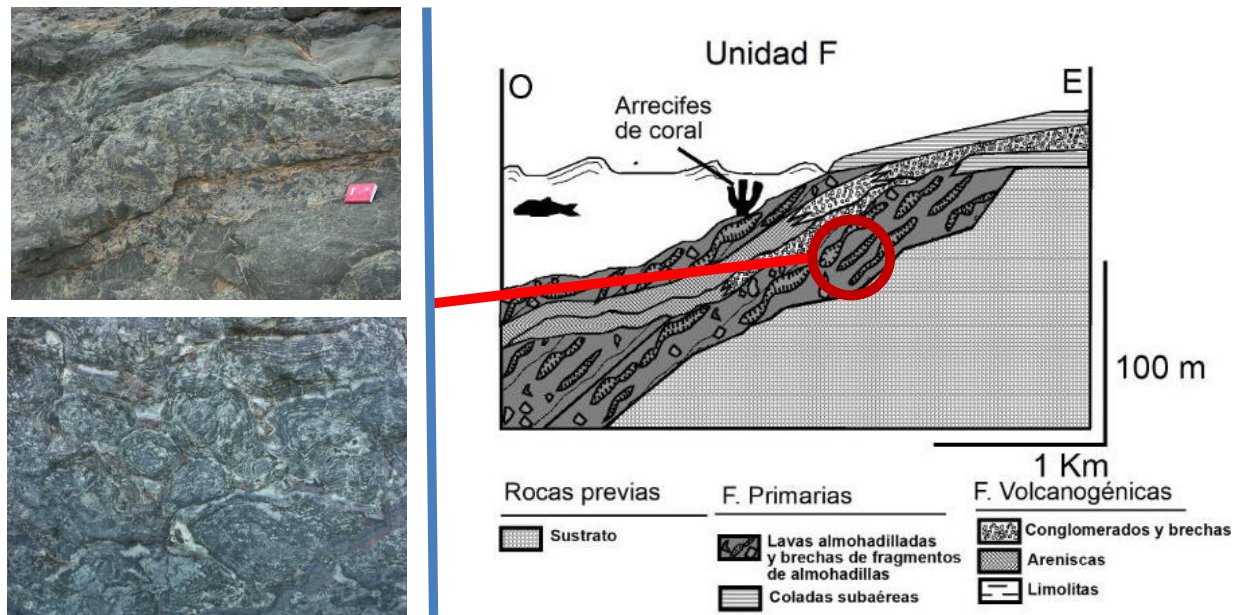 Unidad F
O
E
Arrecifes
de coral
100 m
1 Km
Rocas previas
Sustrato
F. Primarias
Lavas almohadilladas
y brechas de fragmentos
de almohadillas
Coladas subaéreas
F. Volcanogénicas
Conglomerados y brechas
Areniscas
Limolitas